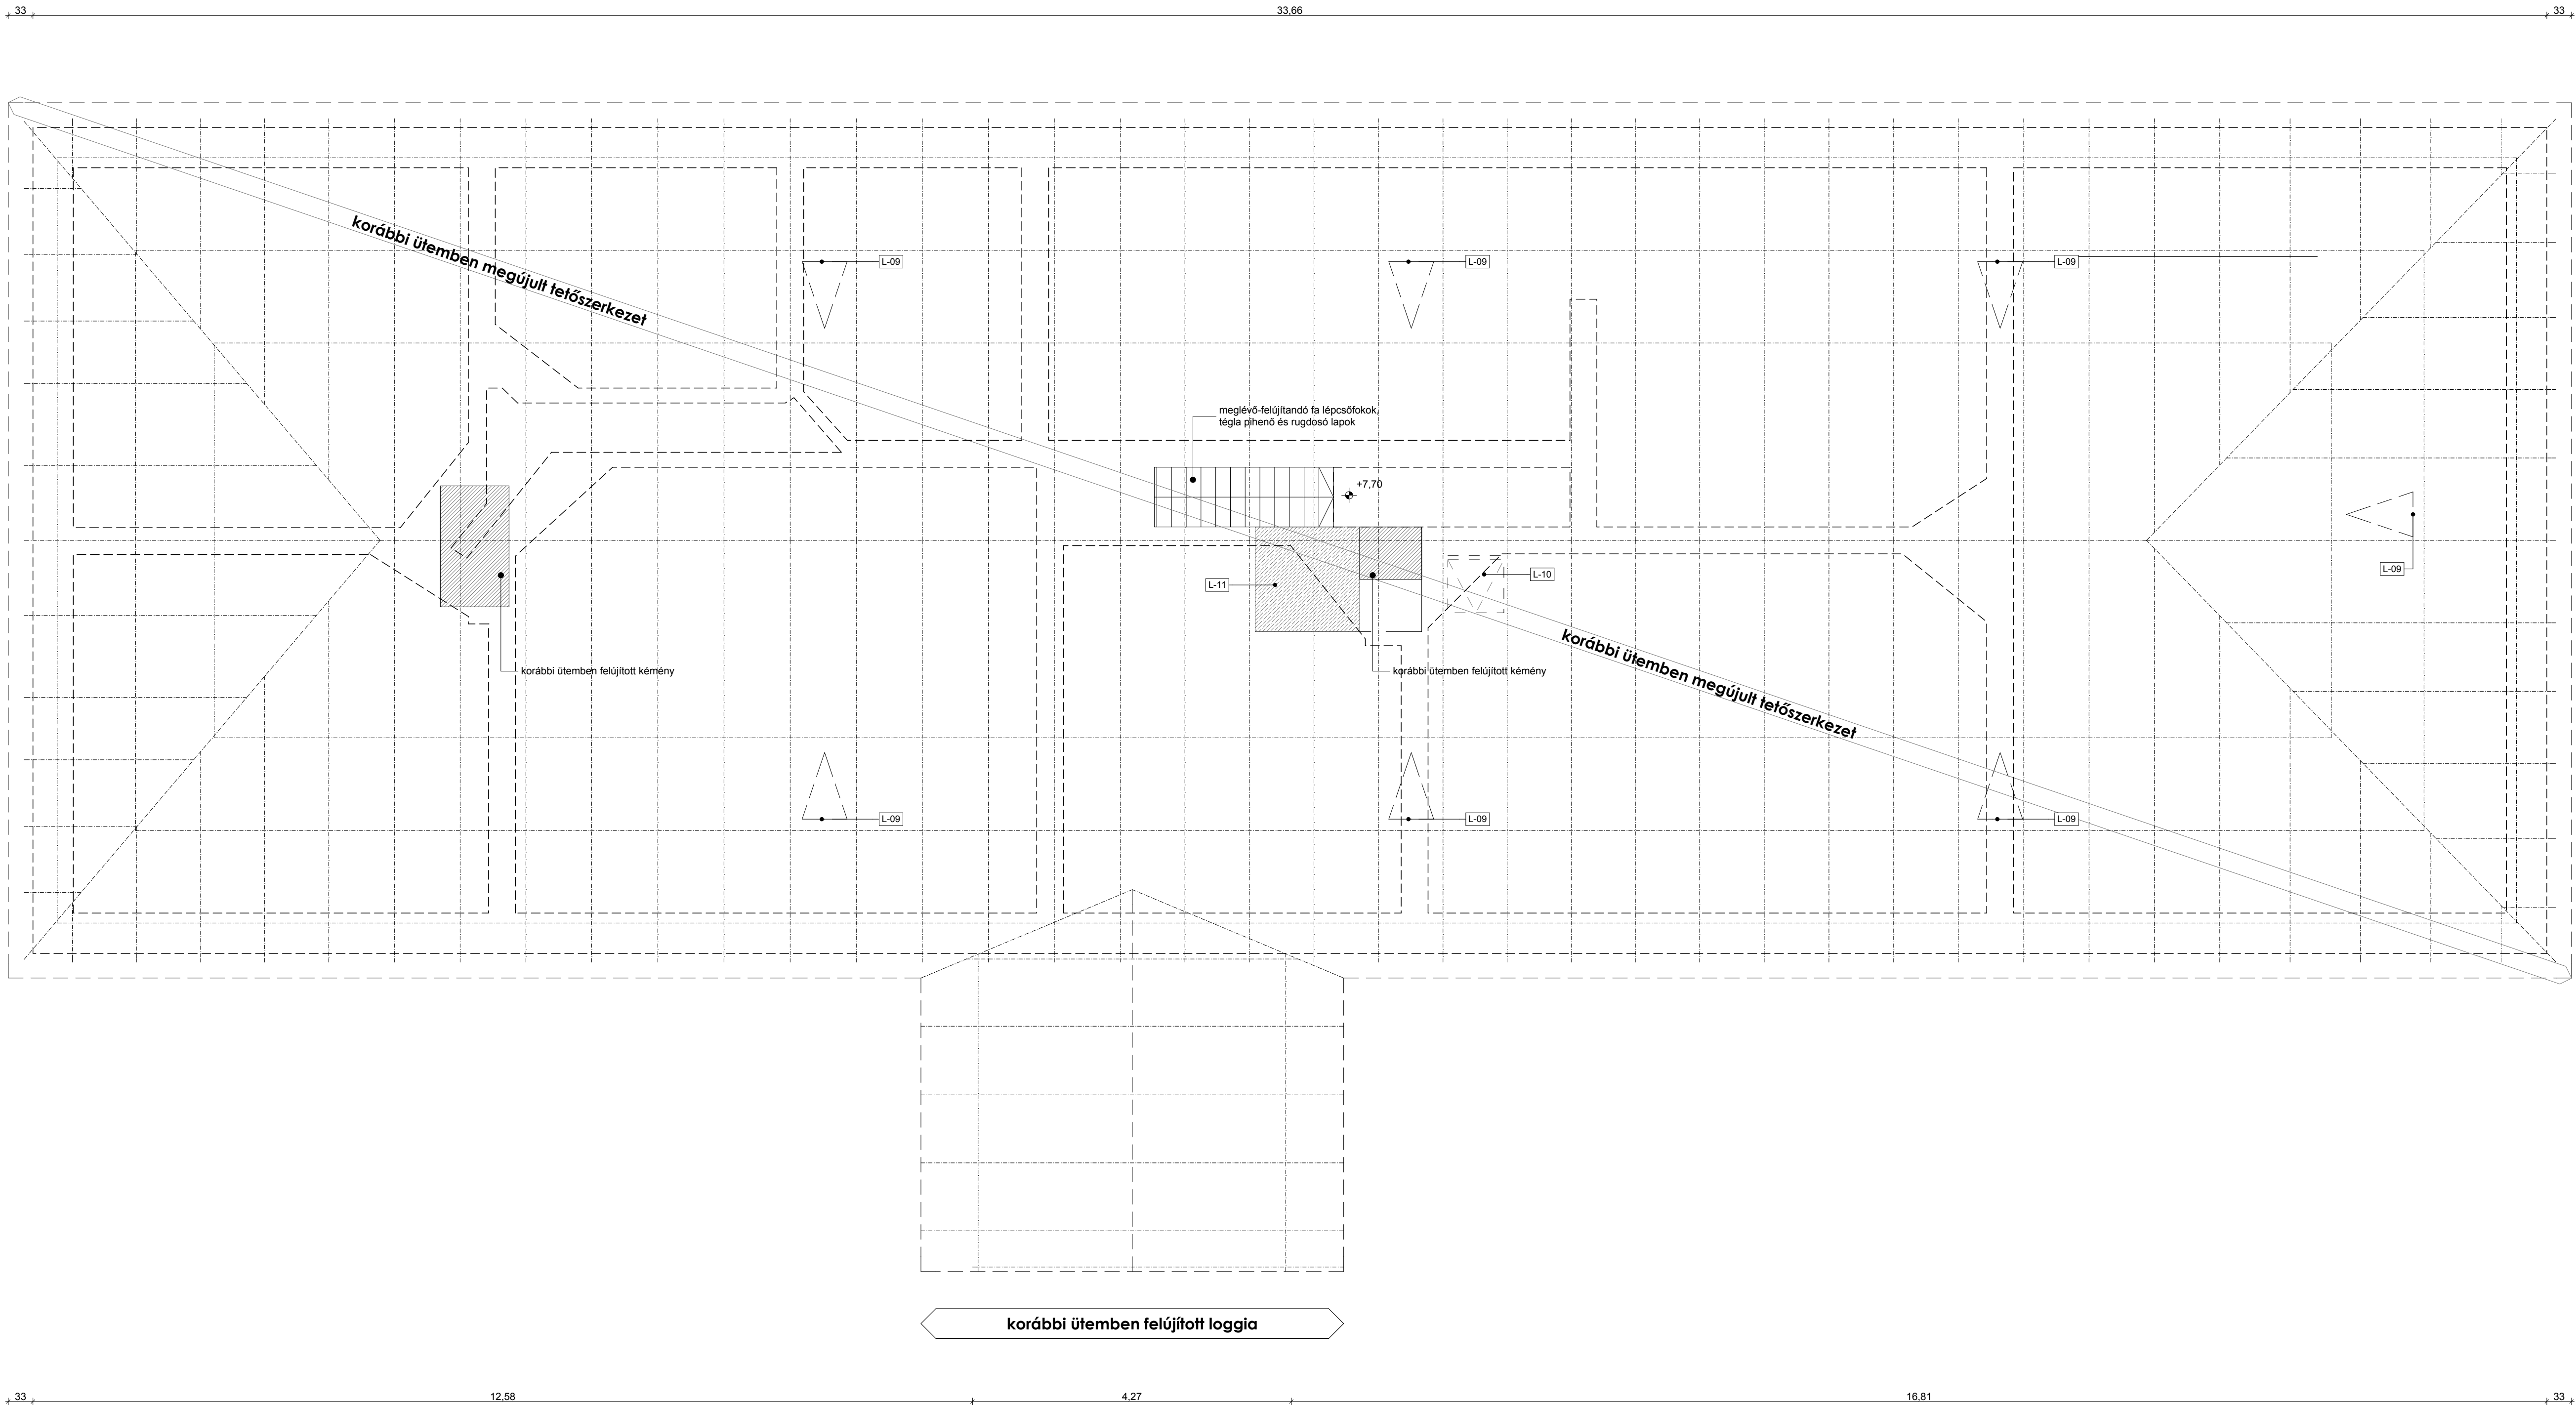 33
33,66
33
korábbi ütemben megújult tetőszerkezet
L-09
L-09
L-09
meglévő-felújítandó fa lépcsőfokok,
tégla pihenő és rugdosó lapok
+7,70
L-09
L-11
L-10
korábbi ütemben felújított kémény
korábbi ütemben felújított kémény
korábbi ütemben megújult tetőszerkezet
L-09
L-09
L-09
korábbi ütemben felújított loggia
33
12,58
4,27
16,81
33